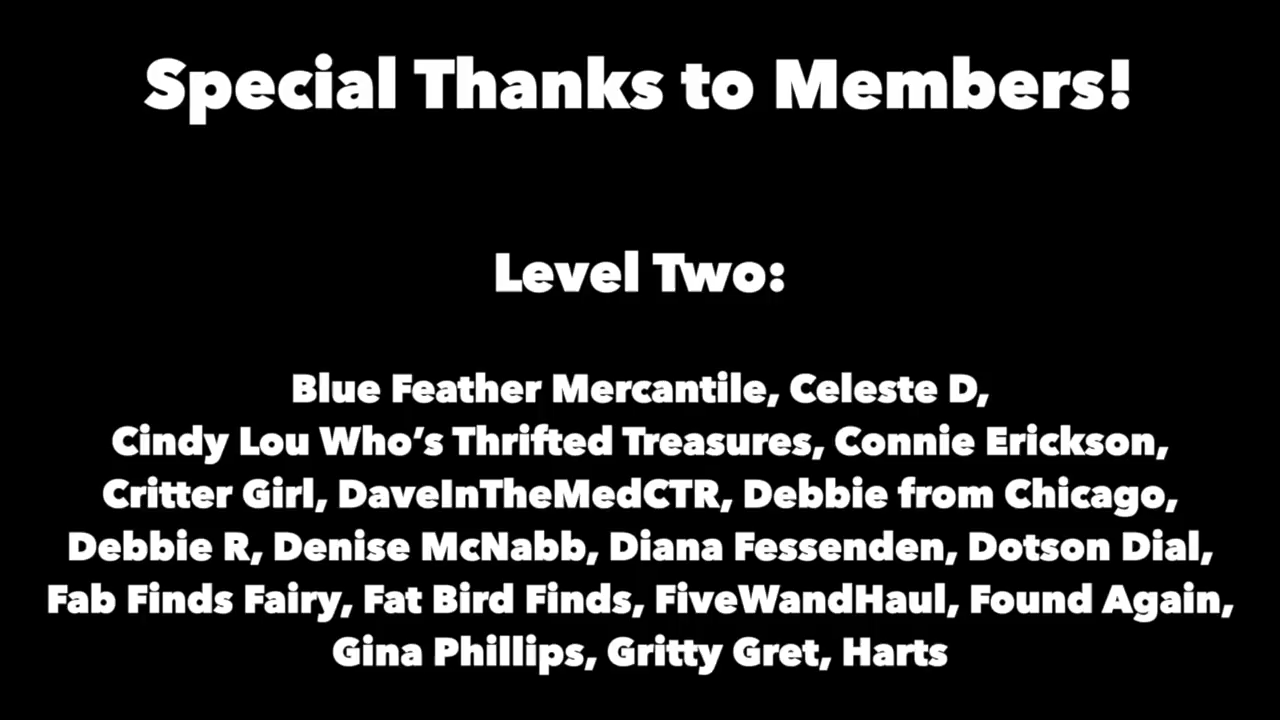 Special Thanks to Members!
Level Two:
Blue Feather Mercantile, Celeste D,
Cindy Lou Who’s Thrifted Treasures, Connie Erickson,
Critter Girl, DaveInTheMedCTR, Debbie from Chicago,
Debbie R, Denise McNabb, Diana Fessenden, Dotson Dial,
Fab Finds Fairy, Fat Bird Finds, FiveWandHaul, Found Again,
Gina Phillips, Gritty Gret, Harts